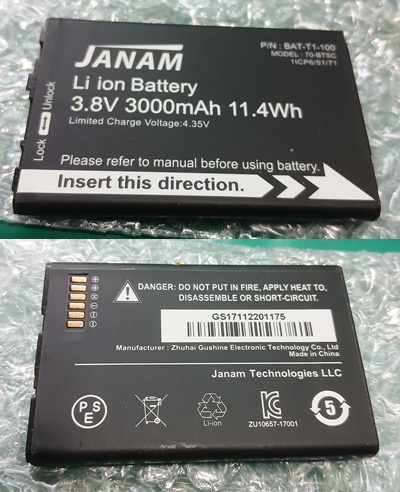 JANAM
P/N : BAT-T1-100
MODEL : 70-BTSC
1ICP6/51/71
Li ion Battery
3.8V 3000mAh 11.4Wh
Limited Charge Voltage:4.35V
Lock Unlock
Please refer to manual before using battery.
Insert this direction.
DANGER: DO NOT PUT IN FIRE, APPLY HEAT TO,
DISASSEMBLE OR SHORT-CIRCUIT.
GS17112201175
Manufacturer : Zhuhai Gushine Electronic Technology Co., Ltd
Made in China
Janam Technologies LLC
PSE
Li-ion
ZU10657-17001
5